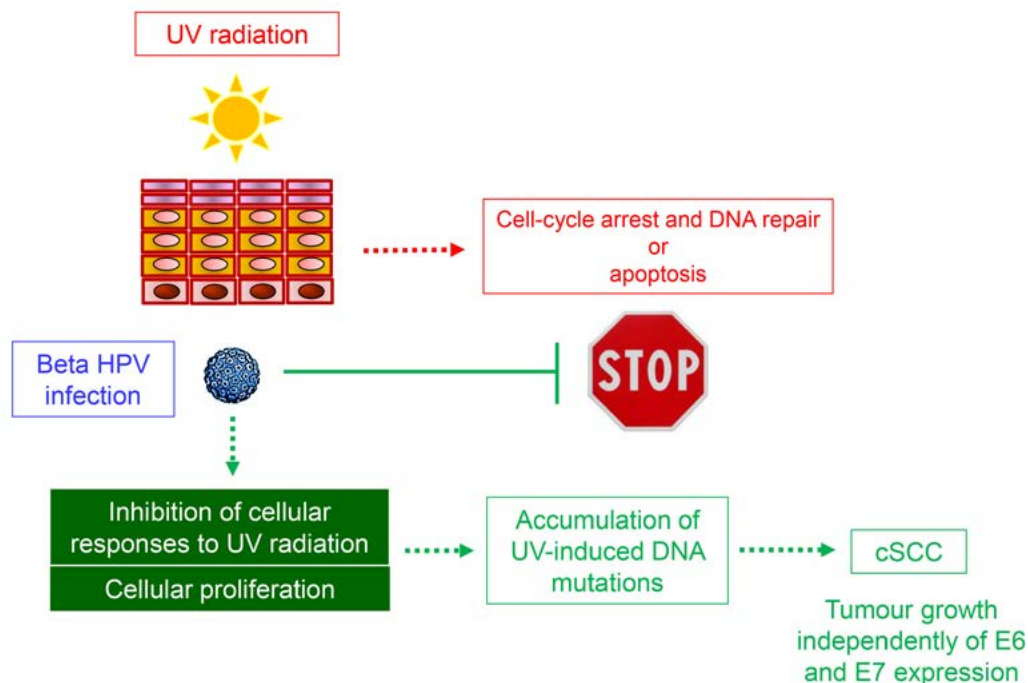 UV radiation
Cell-cycle arrest and DNA repair
or
apoptosis
Beta HPV
infection
STOP
Inhibition of cellular
responses to UV radiation
Cellular proliferation
Accumulation of
UV-induced DNA
mutations
cSCC
Tumour growth
independently of E6
and E7 expression